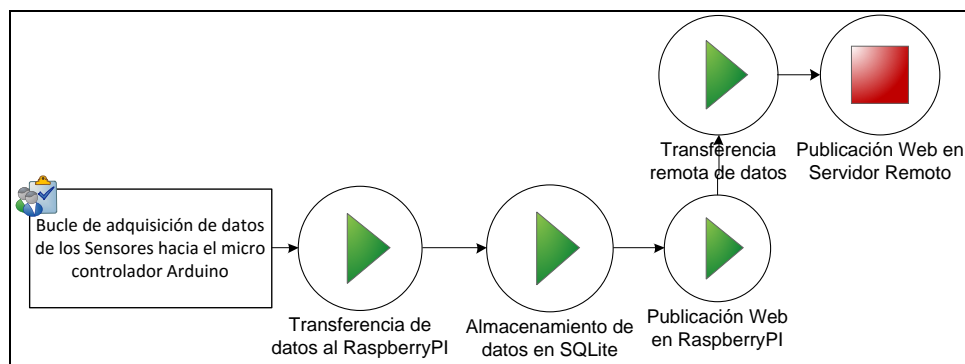 Bucle de adquisición de datos
de los Sensores hacia el micro
controlador Arduino
Transferencia de
datos al RaspberryPI
Almacenamiento de
datos en SQLite
Publicación Web
en RaspberryPI
Transferencia
remota de datos
Publicación Web en
Servidor Remoto